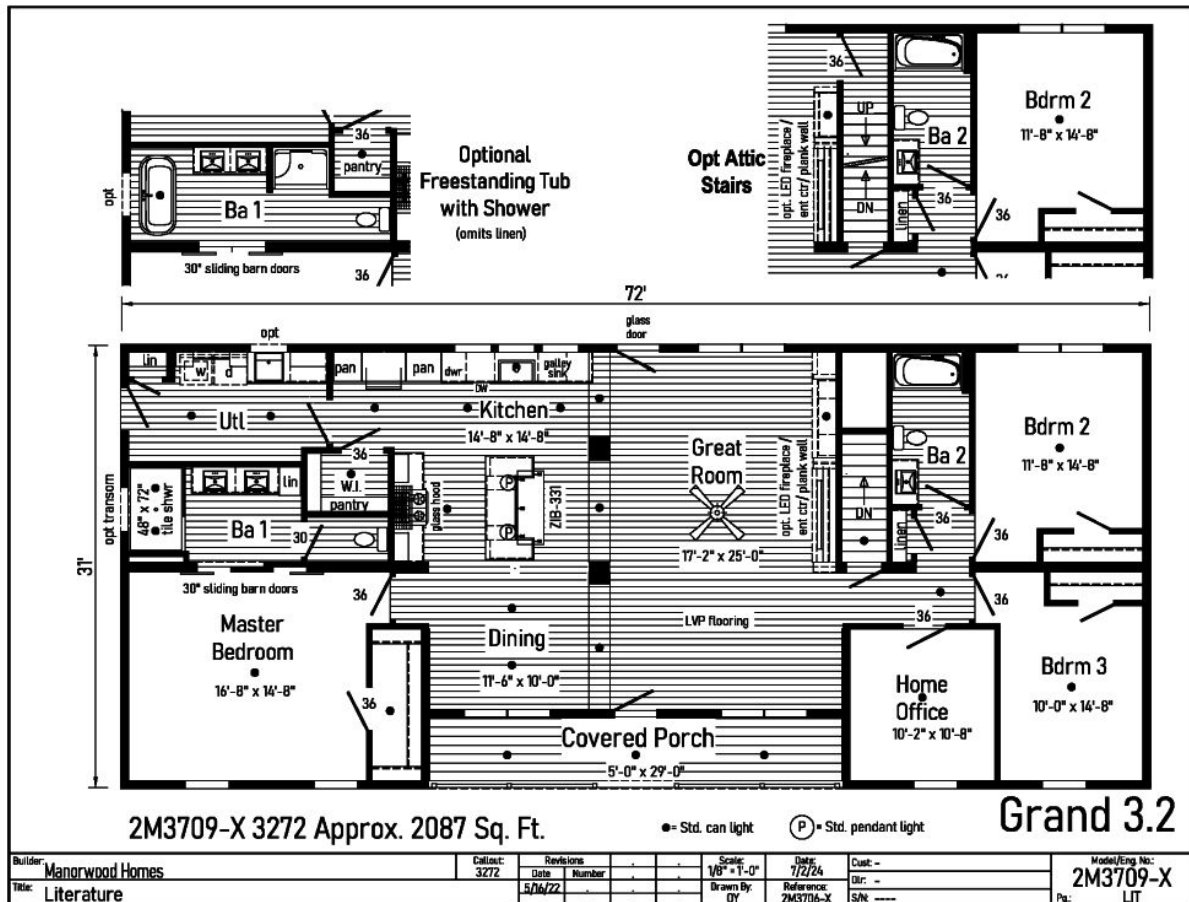 36
pantry
opt
Ba 1
30" sliding barn doors
36
Optional
Freestanding Tub
with Shower
(omits linen)
Opt Attic
Stairs
opt. LED fireplace /
ent ctr/ plank wall
36
UP
DN
Ba 2
linen
36
36
Bdrm 2
11'-8" x 14'-8"
36
72'
31'
opt
glass
door
lin
w
d
pan
pan
dwr
DW
galley
sink
Utl
Kitchen
14'-8" x 14'-8"
Great
Room
17'-2" x 25'-0"
opt. LED fireplace /
ent ctr/ plank wall
Ba 2
Bdrm 2
11'-8" x 14'-8"
36
W.I.
pantry
lin
opt transom
48" x 72"
tile shwr
Ba 1
30
glass hood
P
P
ZIB-331
DN
linen
36
36
30" sliding barn doors
36
Master
Bedroom
16'-8" x 14'-8"
36
Dining
11'-6" x 10'-0"
LVP flooring
36
36
Home
Office
10'-2" x 10'-8"
Bdrm 3
10'-0" x 14'-8"
Covered Porch
5'-0" x 29'-0"
2M3709-X 3272 Approx. 2087 Sq. Ft.
= Std. can light
P = Std. pendant light
Grand 3.2
Builder: Manorwood Homes
Title: Literature
Callout:
3272
Revisions
Date Number
5/16/22
Scale:
1/8" = 1'-0"
Drawn By:
OY
Date:
7/2/24
Reference:
2M3706-X
Cust: -
Dlr: -
S/N: ----
Model/Eng. No.:
2M3709-X
Pg.: LIT